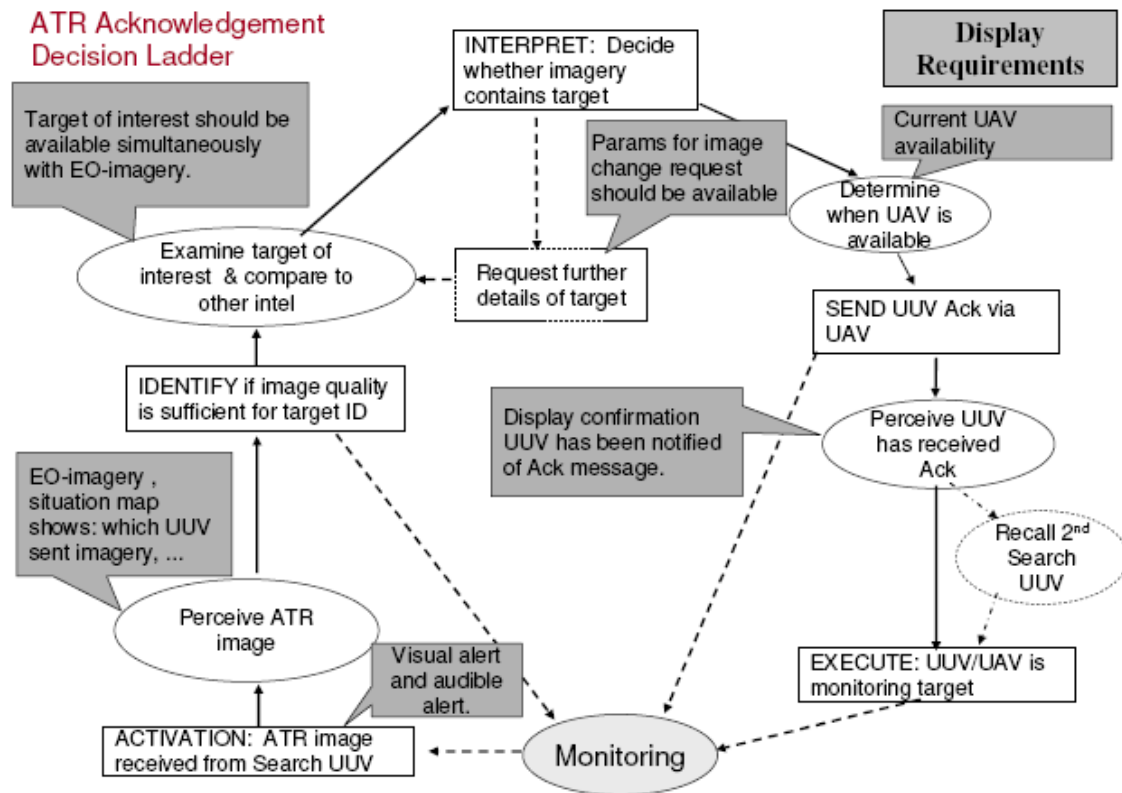 ATR Acknowledgement
Decision Ladder
INTERPRET: Decide
whether imagery
contains target
Display
Requirements
Target of interest should be
available simultaneously
with EO-imagery.
Params for image
change request
should be available
Current UAV
availability
Determine
when UAV is
available
Examine target of
interest & compare to
other intel
Request further
details of target
SEND UUV Ack via
UAV
IDENTIFY if image quality
is sufficient for target ID
Display confirmation
UUV has been notified
of Ack message.
Perceive UUV
has received
Ack
EO-imagery ,
situation map
shows: which UUV
sent imagery, ...
Recall 2nd
Search
UUV
Perceive ATR
image
Visual alert
and audible
alert.
EXECUTE: UUV/UAV is
monitoring target
ACTIVATION: ATR image
received from Search UUV
Monitoring